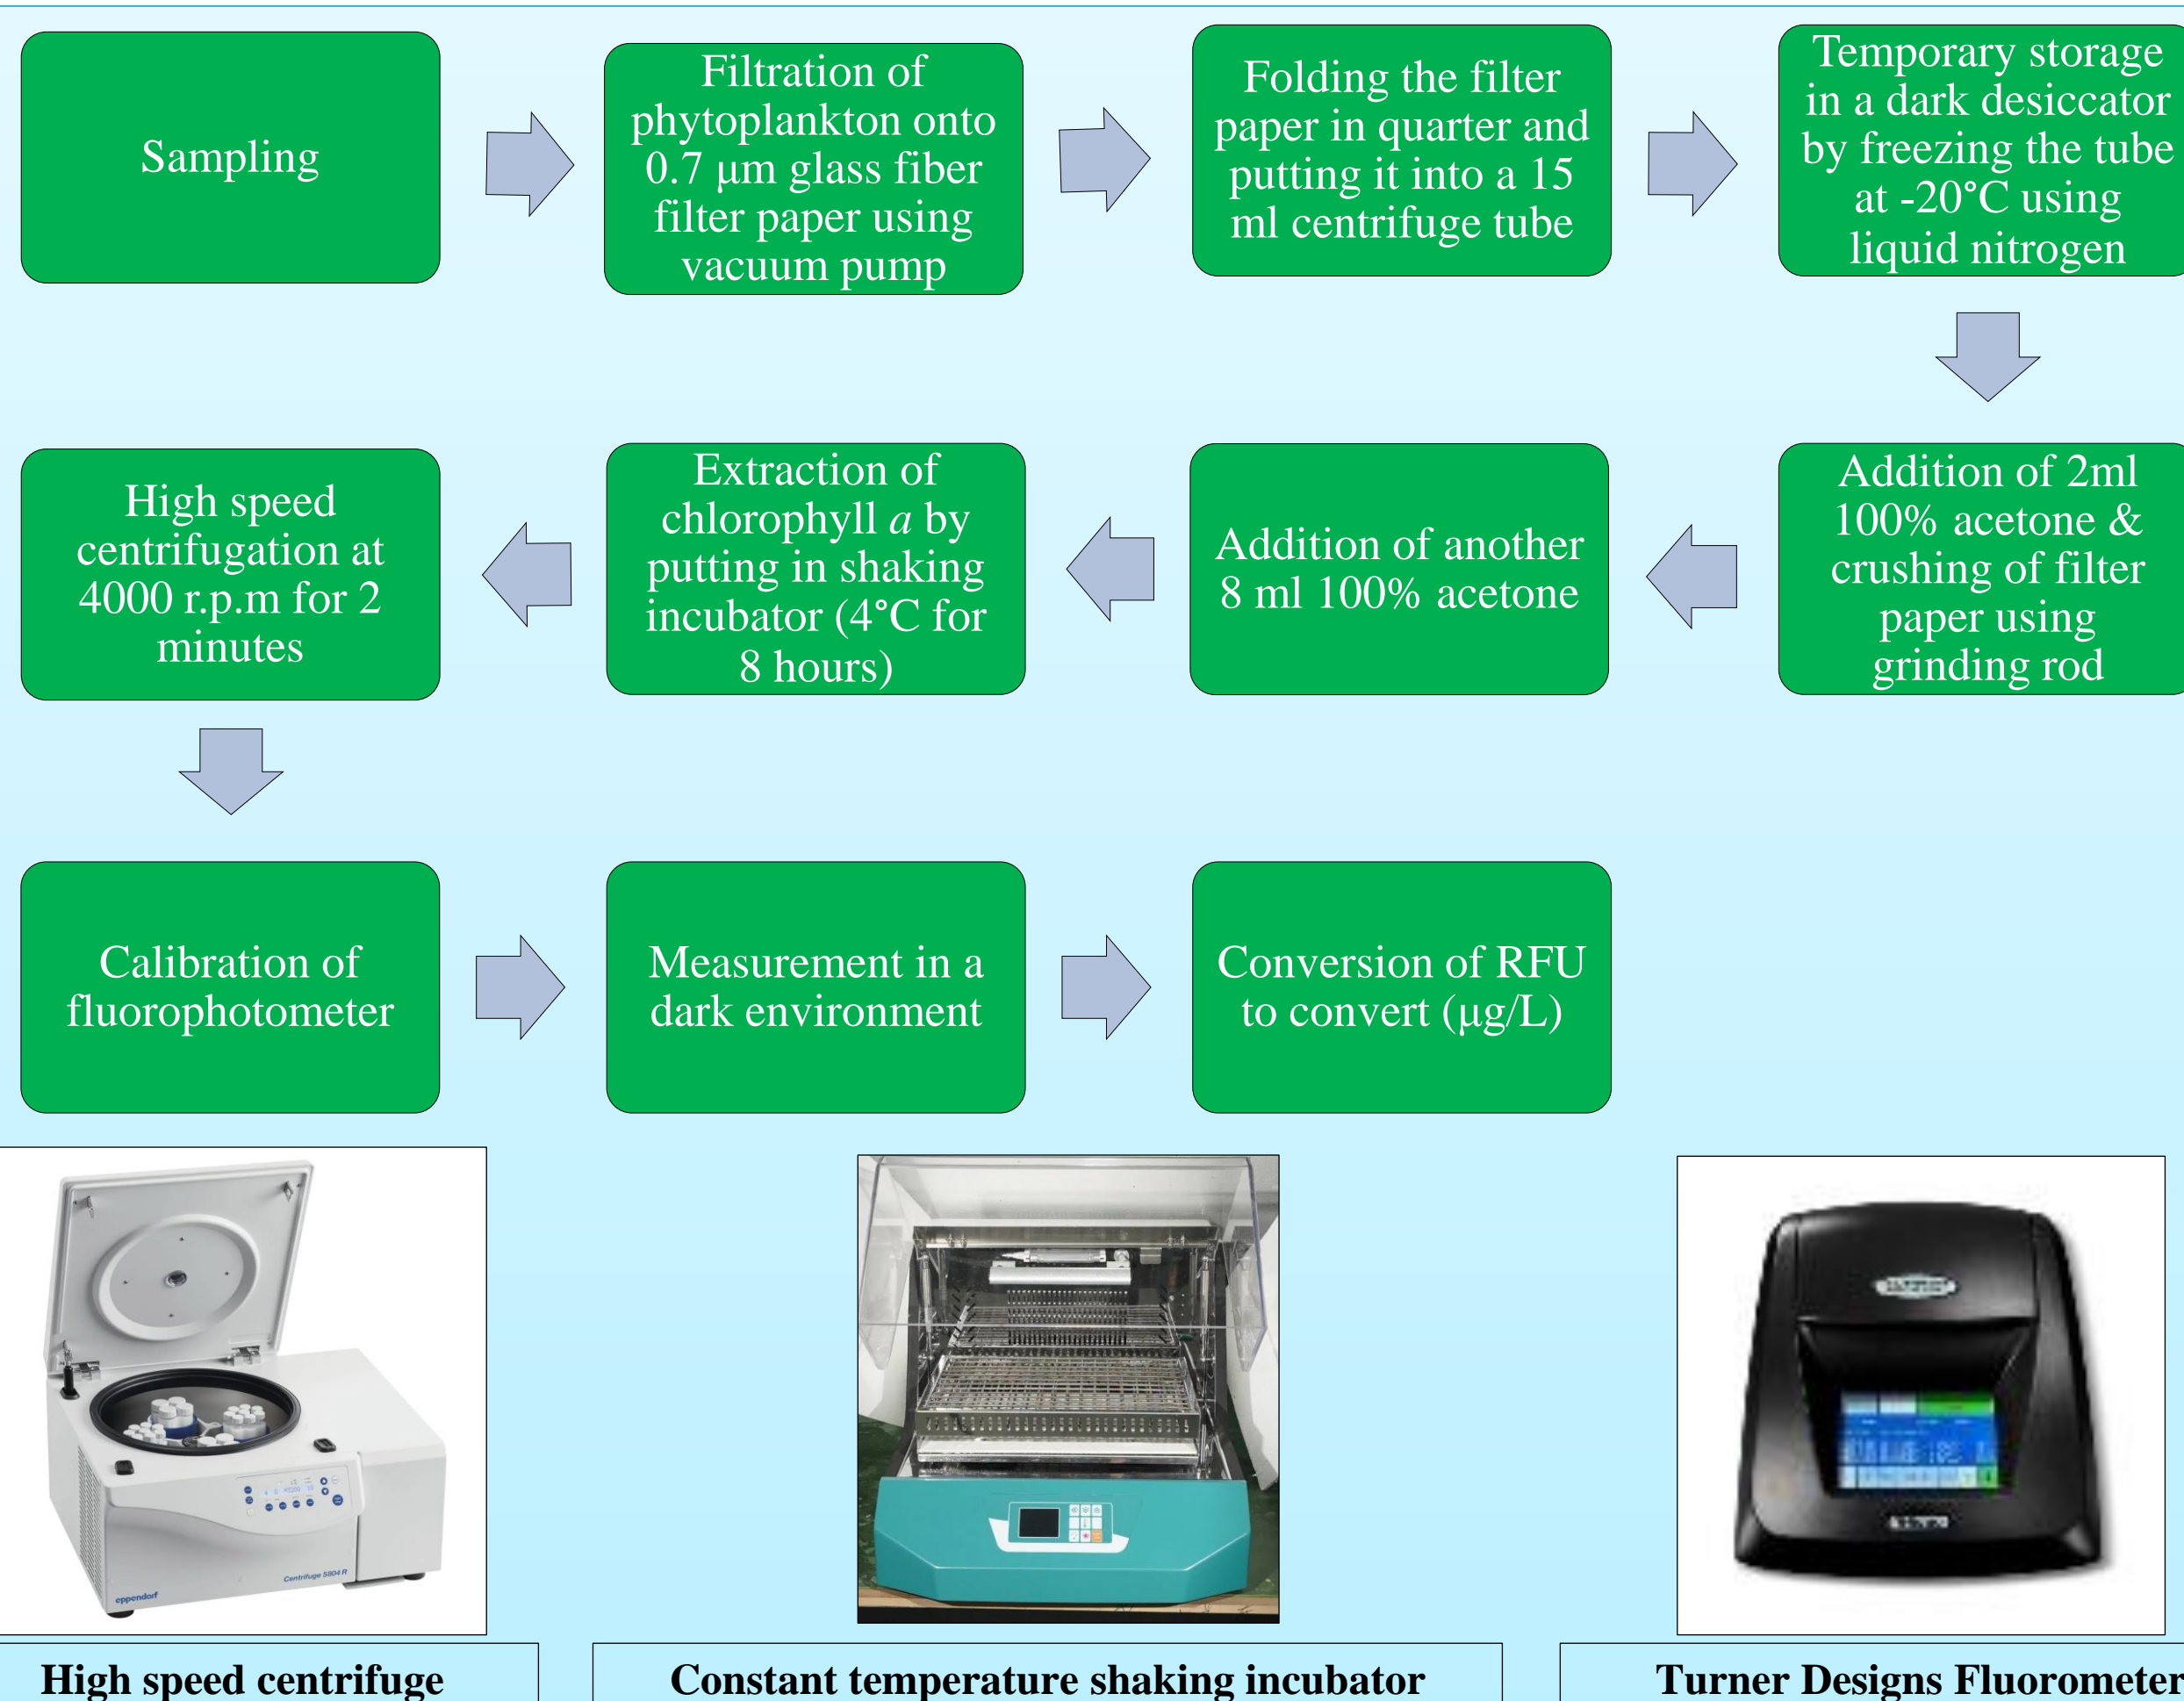 Sampling
Filtration of
phytoplankton onto
0.7 μm glass fiber
filter paper using
vacuum pump
Folding the filter
paper in quarter and
putting it into a 15
ml centrifuge tube
Temporary storage
in a dark desiccator
by freezing the tube
at -20°C using
liquid nitrogen
Addition of 2ml
100% acetone &
crushing of filter
paper using
grinding rod
Addition of another
8 ml 100% acetone
Extraction of
chlorophyll a by
putting in shaking
incubator (4°C for
8 hours)
High speed
centrifugation at
4000 r.p.m for 2
minutes
Calibration of
fluorophotometer
Measurement in a
dark environment
Conversion of RFU
to convert (μg/L)
eppendorf
Centrifuge 5804 R
High speed centrifuge
Constant temperature shaking incubator
Turner Designs Fluorometer